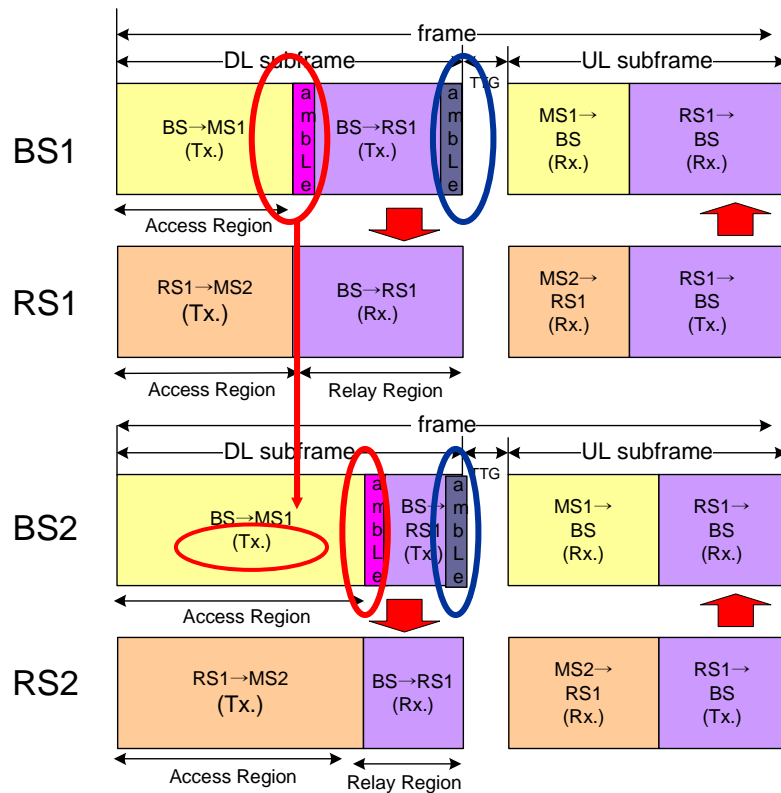 frame
DL subframe
TTG
UL subframe
BS1
BS→MS1
(Tx.)
ambLe
BS→RS1
(Tx.)
ambLe
MS1→
BS
(Rx.)
RS1→
BS
(Rx.)
Access Region
RS1
RS1→MS2
(Tx.)
BS→RS1
(Rx.)
MS2→
RS1
(Rx.)
RS1→
BS
(Tx.)
Access Region
Relay Region
frame
DL subframe
TTG
UL subframe
BS2
BS→MS1
(Tx.)
ambLe
BS→
RS1
(Tx.)
ambLe
MS1→
BS
(Rx.)
RS1→
BS
(Rx.)
Access Region
RS2
RS1→MS2
(Tx.)
BS→RS1
(Rx.)
MS2→
RS1
(Rx.)
RS1→
BS
(Tx.)
Access Region
Relay Region